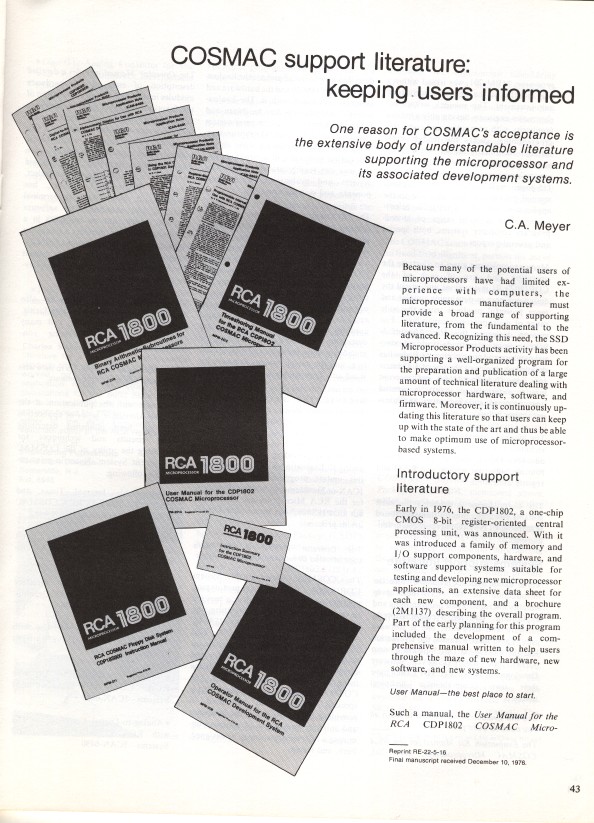 COSMAC support literature:
keeping users informed
One reason for COSMAC's acceptance is
the extensive body of understandable literature
supporting the microprocessor and
its associated development systems.
C.A. Meyer
Because many of the potential users of
microprocessors have had limited ex-
perience with computers, the
microprocessor manufacturer must
provide a broad range of supporting
literature, from the fundamental to the
advanced. Recognizing this need, the SSD
Microprocessor Products activity has been
supporting a well-organized program for
the preparation and publication of a large
amount of technical literature dealing with
microprocessor hardware, software, and
firmware. Moreover, it is continuously up-
dating this literature so that users can keep
up with the state of the art and thus be able
to make optimum use of microprocessor-
based systems.
Introductory support
literature
Early in 1976, the CDP1802, a one-chip
CMOS 8-bit register-oriented central
processing unit, was announced. With it
was introduced a family of memory and
I/O support components, hardware, and
software support systems suitable for
testing and developing new microprocessor
applications, an extensive data sheet for
each new component, and a brochure
(2M1137) describing the overall program.
Part of the early planning for this program
included the development of a com-
prehensive manual written to help users
through the maze of new hardware, new
software, and new systems.
User Manual—the best place to start.
Such a manual, the User Manual for the
RCA CDP1802 COSMAC Micro-
Reprint RE-22-5-16
Final manuscript received December 10, 1976.
43
RCA 1800
MICROPROCESSOR
Binary Arithmetic Subroutines for
RCA COSMAC
RCA 1800
MICROPROCESSOR
Timesharing Manual
for the RCA CDP1802
COSMAC
RCA 1800
MICROPROCESSOR
User Manual for the CDP1802
COSMAC Microprocessor
RCA 1800
Instruction Summary
for the CDP1802
COSMAC Microprocessor
RCA 1800
MICROPROCESSOR
RCA COSMAC Floppy Disk System
Instruction Manual
RCA 1800
MICROPROCESSOR
Operator Manual for the RCA
COSMAC Development System